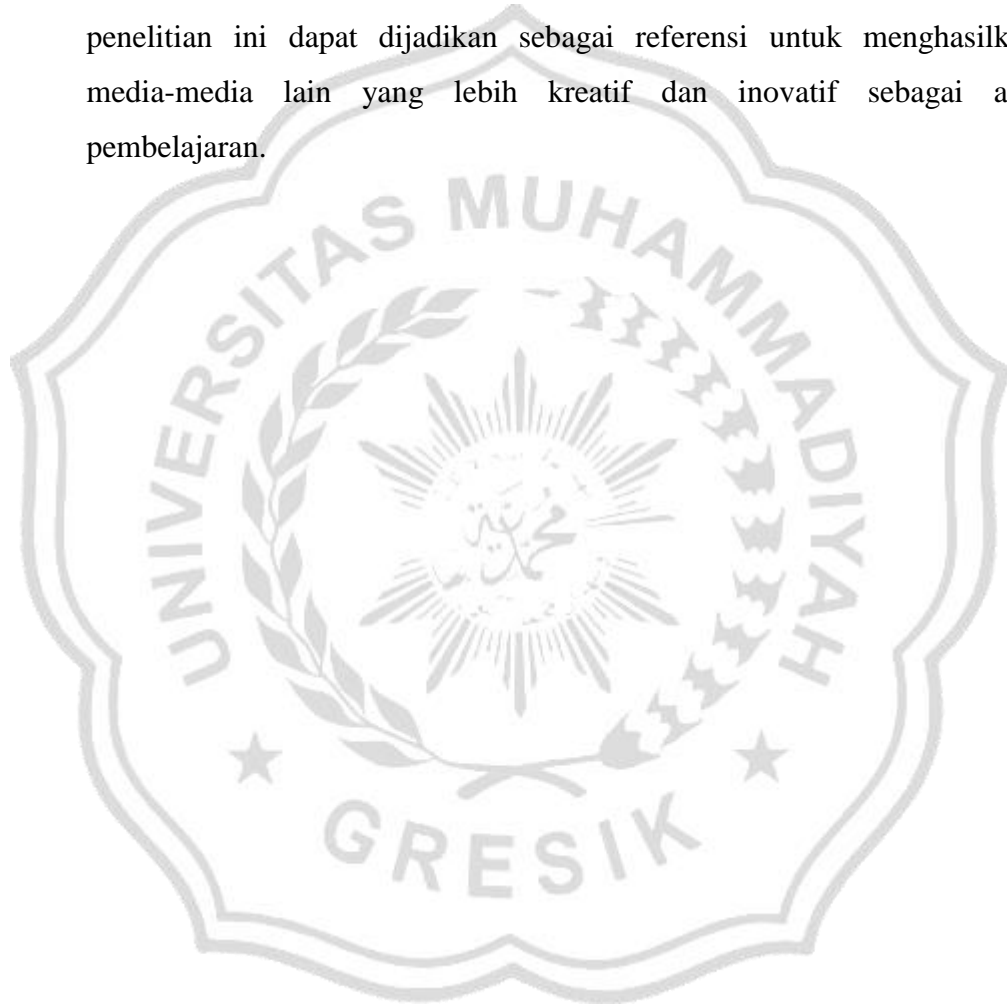 penelitian ini dapat dijadikan sebagai referensi untuk menghasilk
media-media lain yang lebih kreatif dan inovatif sebagai a
pembelajaran.
UNIVERSITAS MUHAMMADIYAH
GRESIK